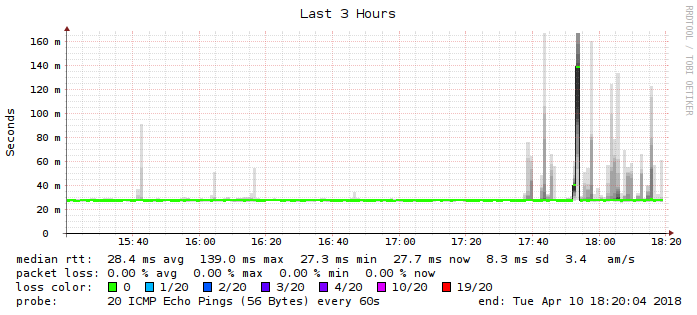 Last 3 Hours
RRDTOOL / TOBI OETIKER
Seconds
160 m
140 m
120 m
100 m
80 m
60 m
40 m
20 m
0
15:40 16:00 16:20 16:40 17:00 17:20 17:40 18:00 18:20
median rtt: 28.4 ms avg 139.0 ms max 27.3 ms min 27.7 ms now 8.3 ms sd 3.4 am/s
packet loss: 0.00 % avg 0.00 % max 0.00 % min 0.00 % now
loss color: 0 1/20 2/20 3/20 4/20 10/20 19/20
probe: 20 ICMP Echo Pings (56 Bytes) every 60s end: Tue Apr 10 18:20:04 2018